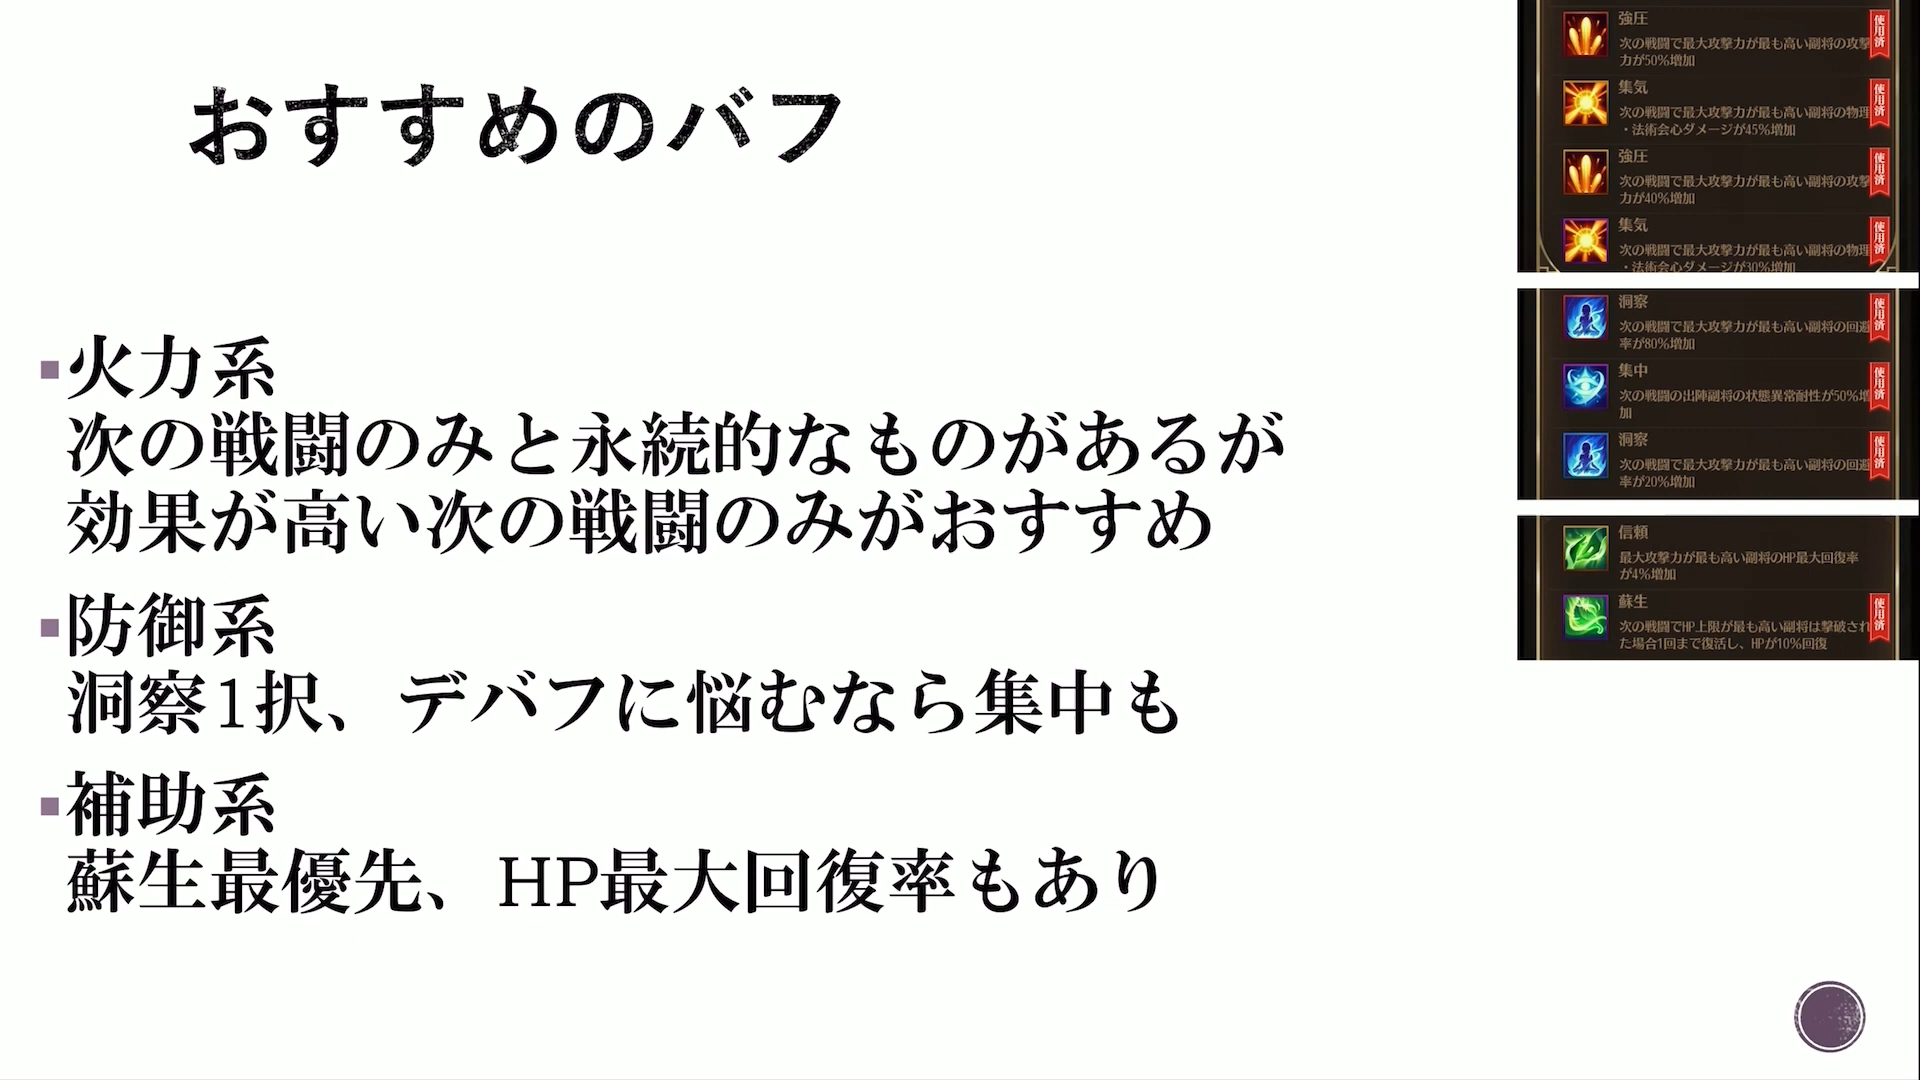 おすすめのバフ
火力系
次の戦闘のみと永続的なものがあるが
効果が高い次の戦闘のみがおすすめ
防御系
洞察1択、デバフに悩むなら集中も
補助系
蘇生最優先、HP最大回復率もあり
強圧
次の戦闘で最大攻撃力が最も高い副将の攻撃
力が50%増加
使用済
集気
次の戦闘で最大攻撃力が最も高い副将の物理
・法術会心ダメージが45%増加
使用済
強圧
次の戦闘で最大攻撃力が最も高い副将の攻撃
力が40%増加
使用済
集気
次の戦闘で最大攻撃力が最も高い副将の物理
・法術会心ダメージが30%増加
使用済
洞察
次の戦闘で最大攻撃力が最も高い副将の回避
率が80%増加
使用済
集中
次の戦闘の出陣副将の状態異常耐性が50%増
加
使用済
洞察
次の戦闘で最大攻撃力が最も高い副将の回避
率が20%増加
使用済
信頼
最大攻撃力が最も高い副将のHP最大回復率
が4%増加
蘇生
次の戦闘でHP上限が最も高い副将は撃破され
た場合1回まで復活し、HPが10%回復
使用済